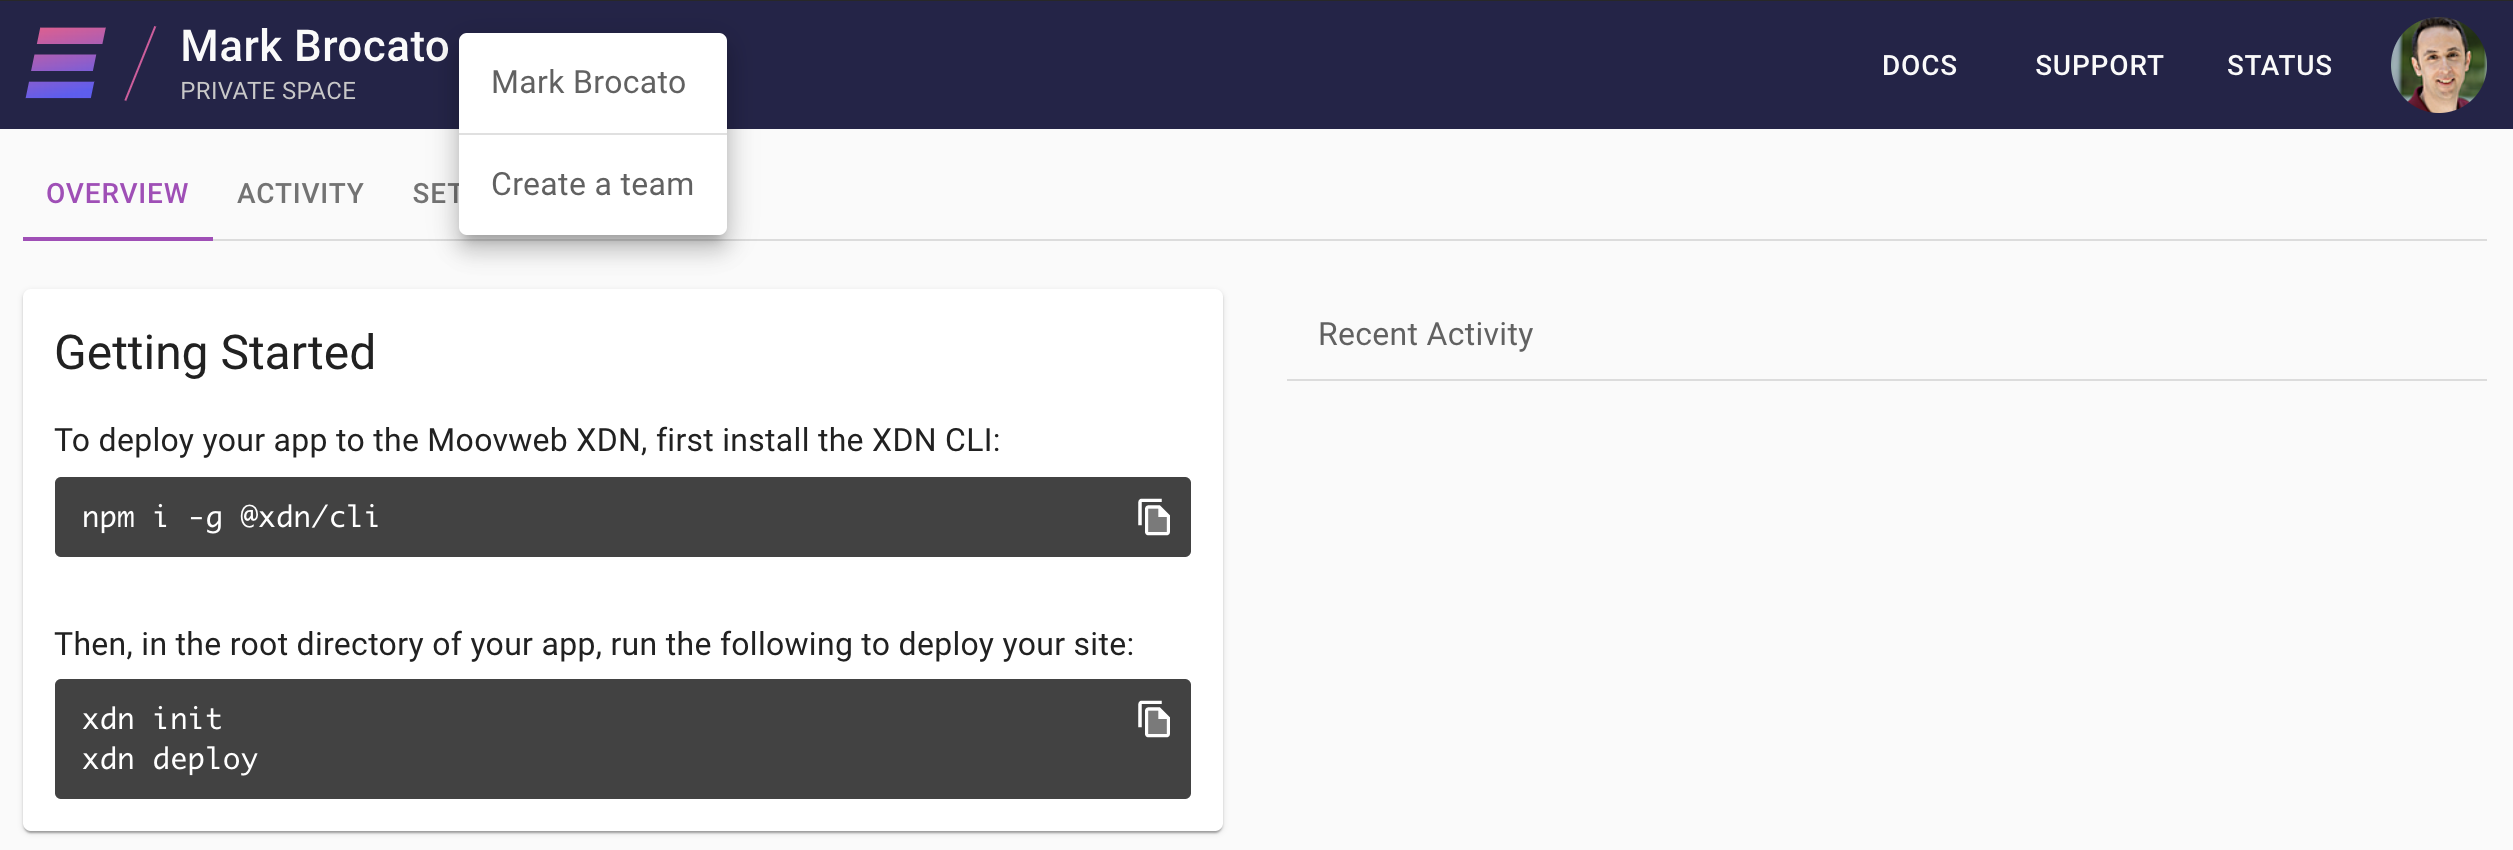 Mark Brocato
PRIVATE SPACE
Mark Brocato
Create a team
DOCS SUPPORT STATUS
OVERVIEW ACTIVITY SET
Getting Started
To deploy your app to the Moovweb XDN, first install the XDN CLI:
npm i -g @xdn/cli
Then, in the root directory of your app, run the following to deploy your site:
xdn init
xdn deploy
Recent Activity